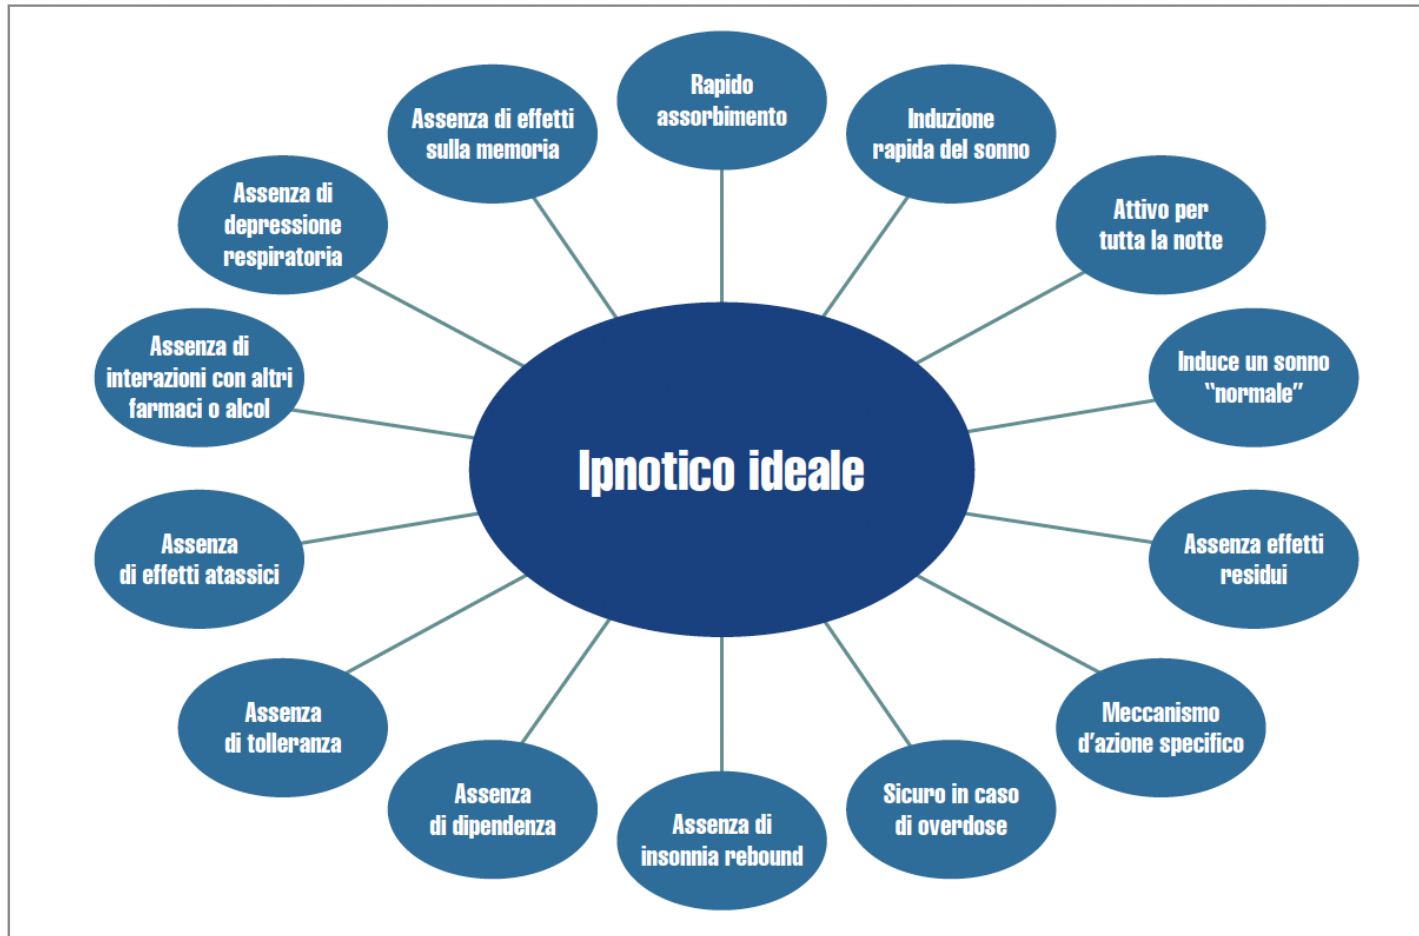 Rapido
assorbimento
Induzione
rapida del sonno
Attivo per
tutta la notte
Induce un sonno
“normale”
Assenza effetti
residui
Meccanismo
d’azione specifico
Sicuro in caso
di overdose
Assenza di
insonnia rebound
Assenza
di dipendenza
Assenza
di tolleranza
Assenza
di effetti atassici
Assenza di
interazioni con altri
farmaci o alcol
Assenza di
depressione
respiratoria
Assenza di effetti
sulla memoria
Ipnotico ideale